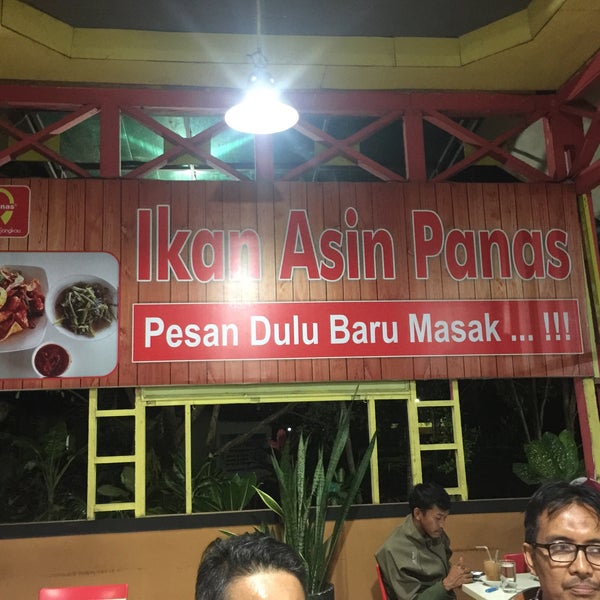 Ikan Asin Panas
Pesan Dulu Baru Masak ... !!!